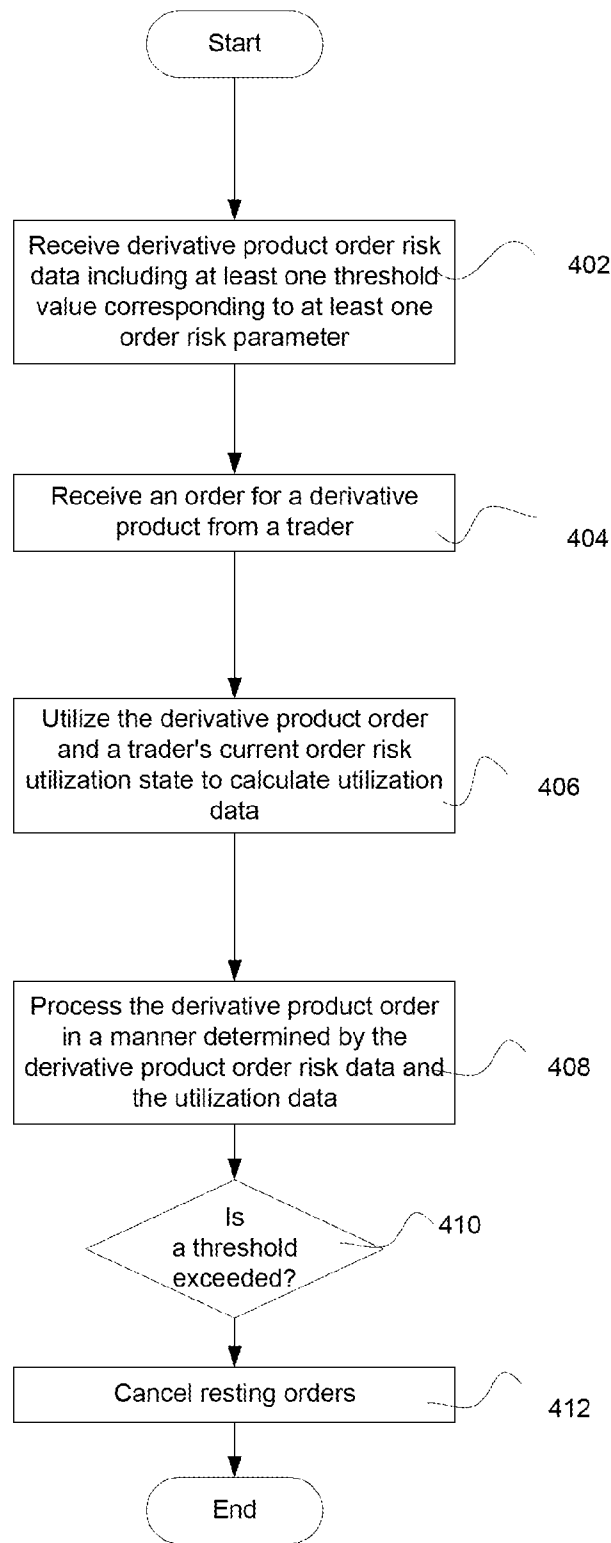 Start
Receive derivative product order risk
data including at least one threshold
value corresponding to at least one
order risk parameter
402
Receive an order for a derivative
product from a trader
404
Utilize the derivative product order
and a trader's current order risk
utilization state to calculate utilization
data
406
Process the derivative product order
in a manner determined by the
derivative product order risk data and
the utilization data
408
Is
a threshold
exceeded?
410
Cancel resting orders
412
End